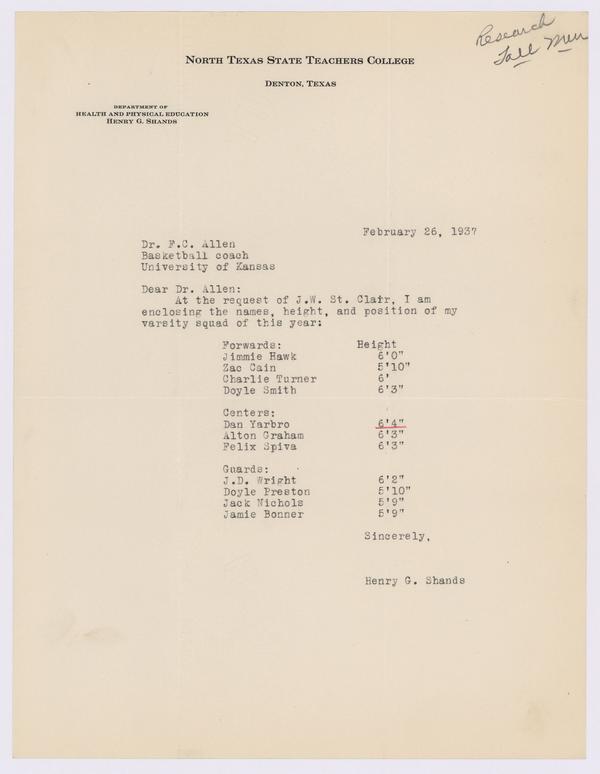 Research
Tall Men
North Texas State Teachers College
Denton, Texas
Department of
Health and Physical Education
Henry G. Shands
February 26, 1937
Dr. F.C. Allen
Basketball coach
University of Kansas
Dear Dr. Allen:
At the request of J.W. St. Clair, I am
enclosing the names, height, and position of my
varsity squad of this year:
Forwards: Height
Jimmie Hawk 6'0"
Zac Cain 5'10"
Charlie Turner 6'
Doyle Smith 6'3"
Centers:
Dan Yarbro 6'4"
Alton Graham 6'3"
Felix Spiva 6'3"
Guards:
J.D. Wright 6'2"
Doyle Preston 5'10"
Jack Nichols 5'9"
Jamie Bonner 5'9"
Sincerely,
Henry G. Shands